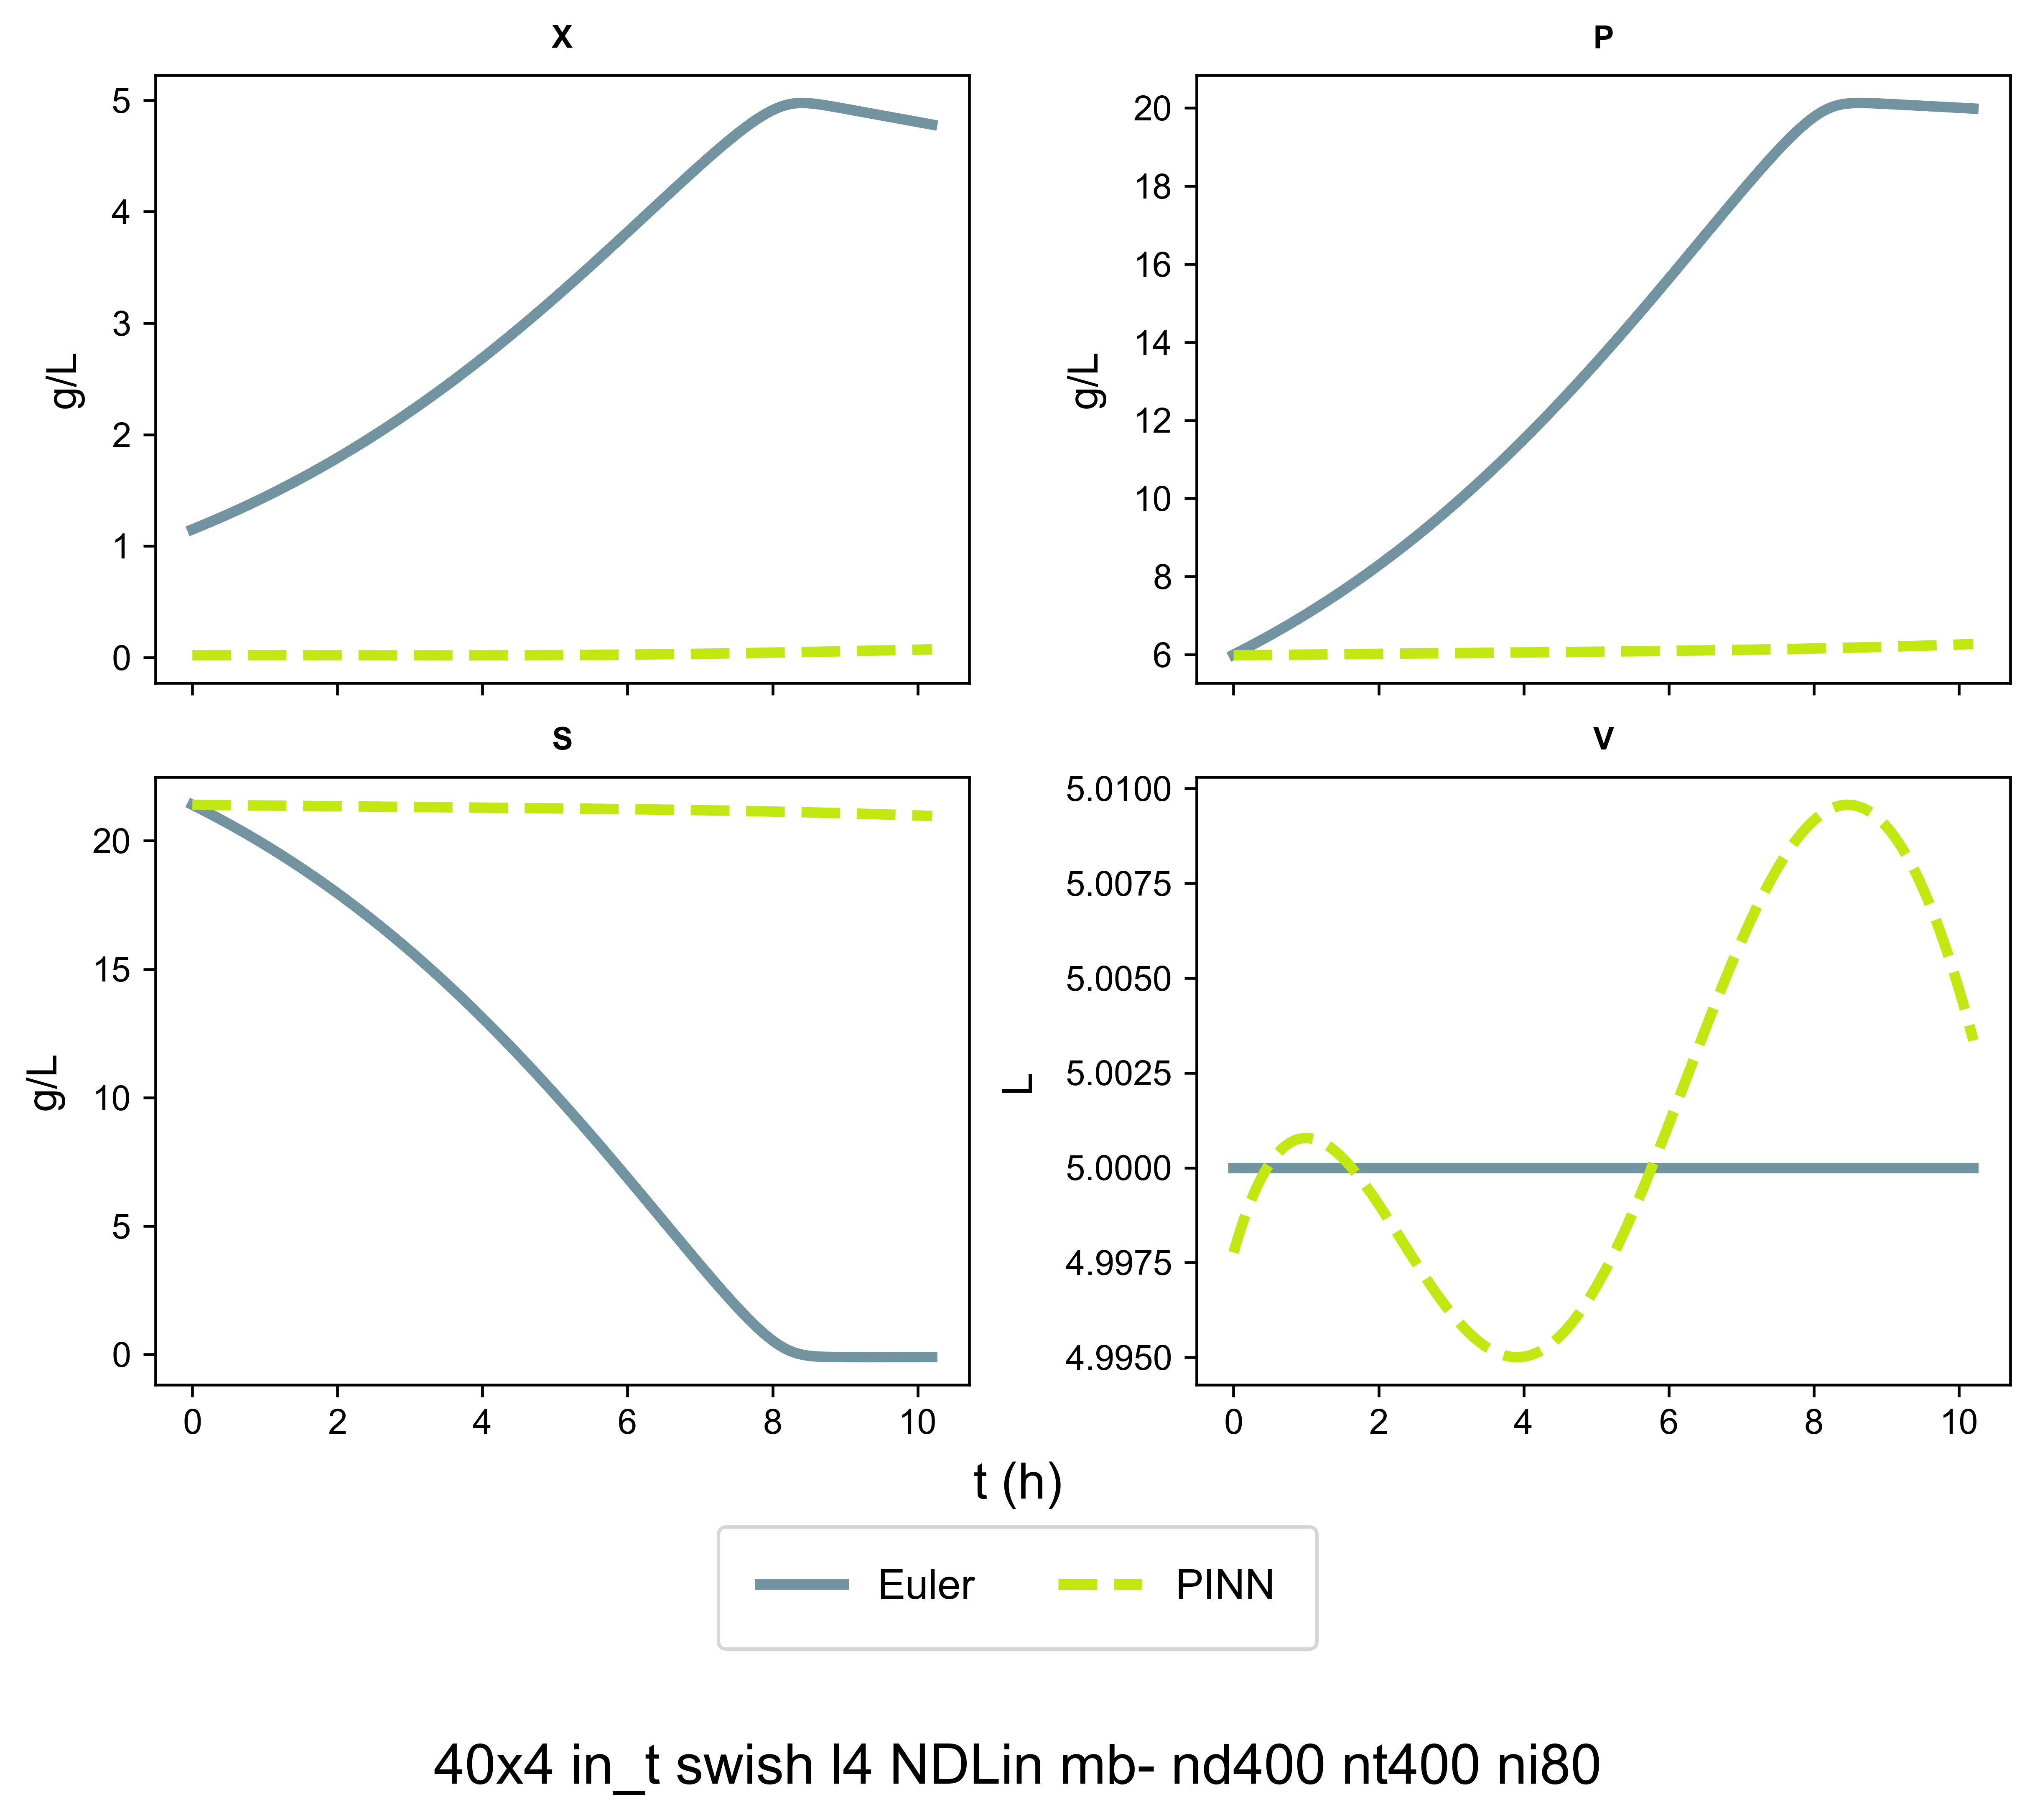 X
5
4
3
2
1
0
g/L
P
20
18
16
14
12
10
8
6
g/L
S
20
15
10
5
0
g/L
0 2 4 6 8 10
V
5.0100
5.0075
5.0050
5.0025
5.0000
4.9975
4.9950
L
0 2 4 6 8 10
t (h)
Euler PINN
40x4 in_t swish l4 NDLin mb- nd400 nt400 ni80